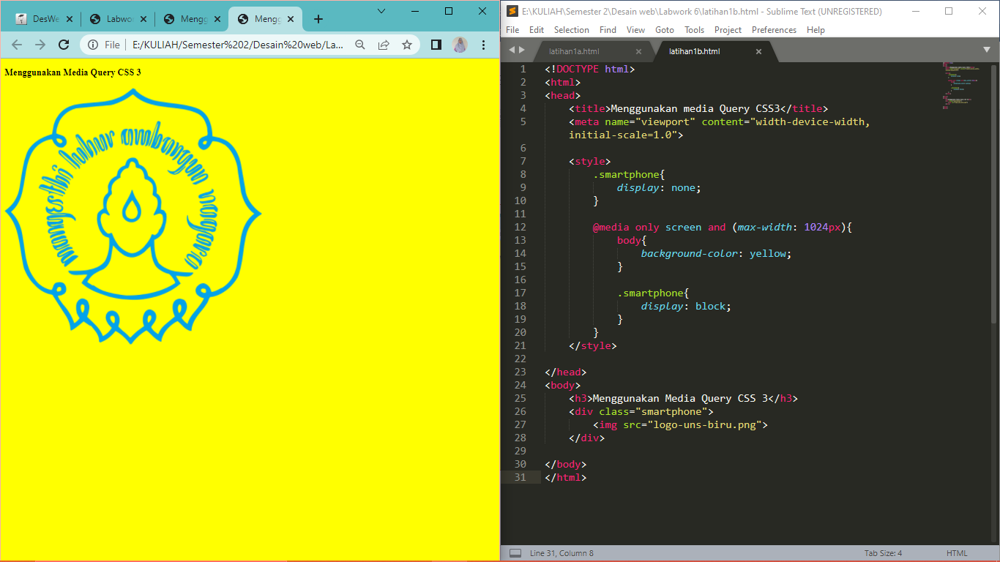 DesWe
Labwo
Mengg
Mengg
File
E:/KULIAH/Semester%202/Desain%20web/La...
Menggunakan Media Query CSS 3
manangesthi luhur ambangun nagara
E:\KULIAH\Semester 2\Desain web\Labwork 6\latihan1b.html - Sublime Text (UNREGISTERED)
File Edit Selection Find View Goto Tools Project Preferences Help
latihan1a.html
latihan1b.html
1 <!DOCTYPE html>
2 <html>
3 <head>
4 <title>Menggunakan media Query CSS3</title>
5 <meta name="viewport" content="width-device-width,
initial-scale=1.0">
6
7 <style>
8 .smartphone{
9 display: none;
10 }
11
12 @media only screen and (max-width: 1024px){
13 body{
14 background-color: yellow;
15 }
16
17 .smartphone{
18 display: block;
19 }
20 }
21 </style>
22
23 </head>
24 <body>
25 <h3>Menggunakan Media Query CSS 3</h3>
26 <div class="smartphone">
27 <img src="logo-uns-biru.png">
28 </div>
29
30 </body>
31 </html>
Line 31, Column 8
Tab Size: 4
HTML